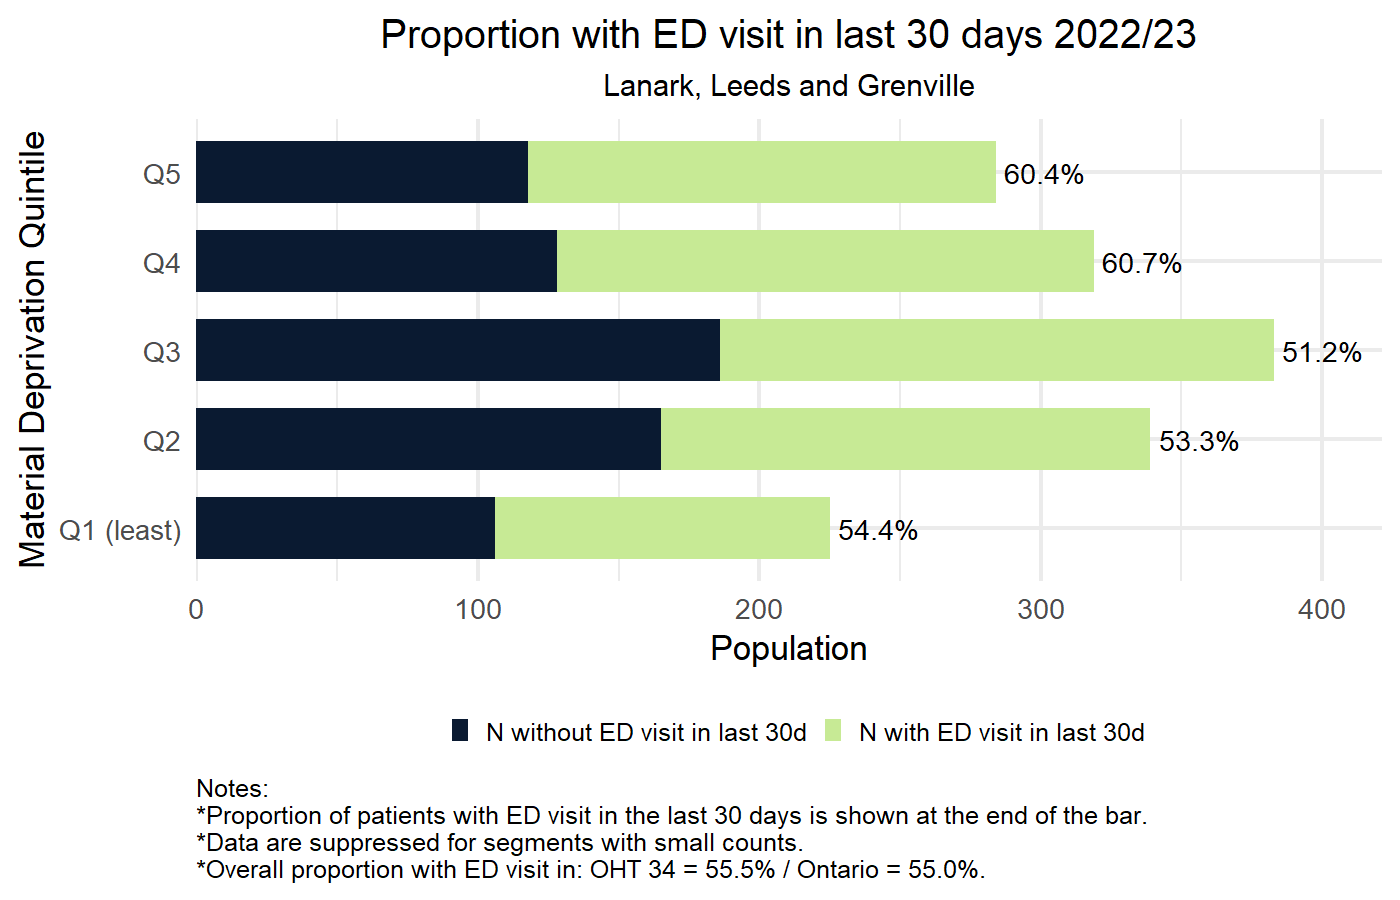 Proportion with ED visit in last 30 days 2022/23
Lanark, Leeds and Grenville
Material Deprivation Quintile
Q5
60.4%
Q4
60.7%
Q3
51.2%
Q2
53.3%
Q1 (least)
54.4%
0 100 200 300 400
Population
N without ED visit in last 30d N with ED visit in last 30d
Notes:
*Proportion of patients with ED visit in the last 30 days is shown at the end of the bar.
*Data are suppressed for segments with small counts.
*Overall proportion with ED visit in: OHT 34 = 55.5% / Ontario = 55.0%.